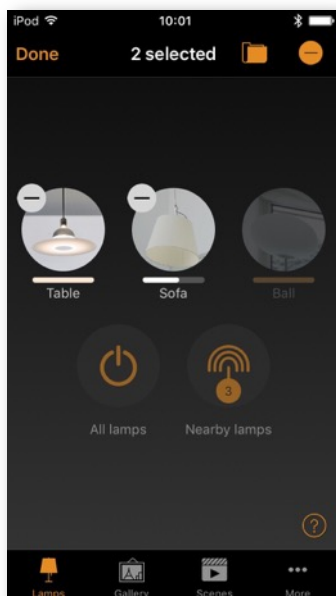 iPod 10:01
Done 2 selected
Table Sofa Ball
3
All lamps Nearby lamps
?
Lamps Gallery Scenes More